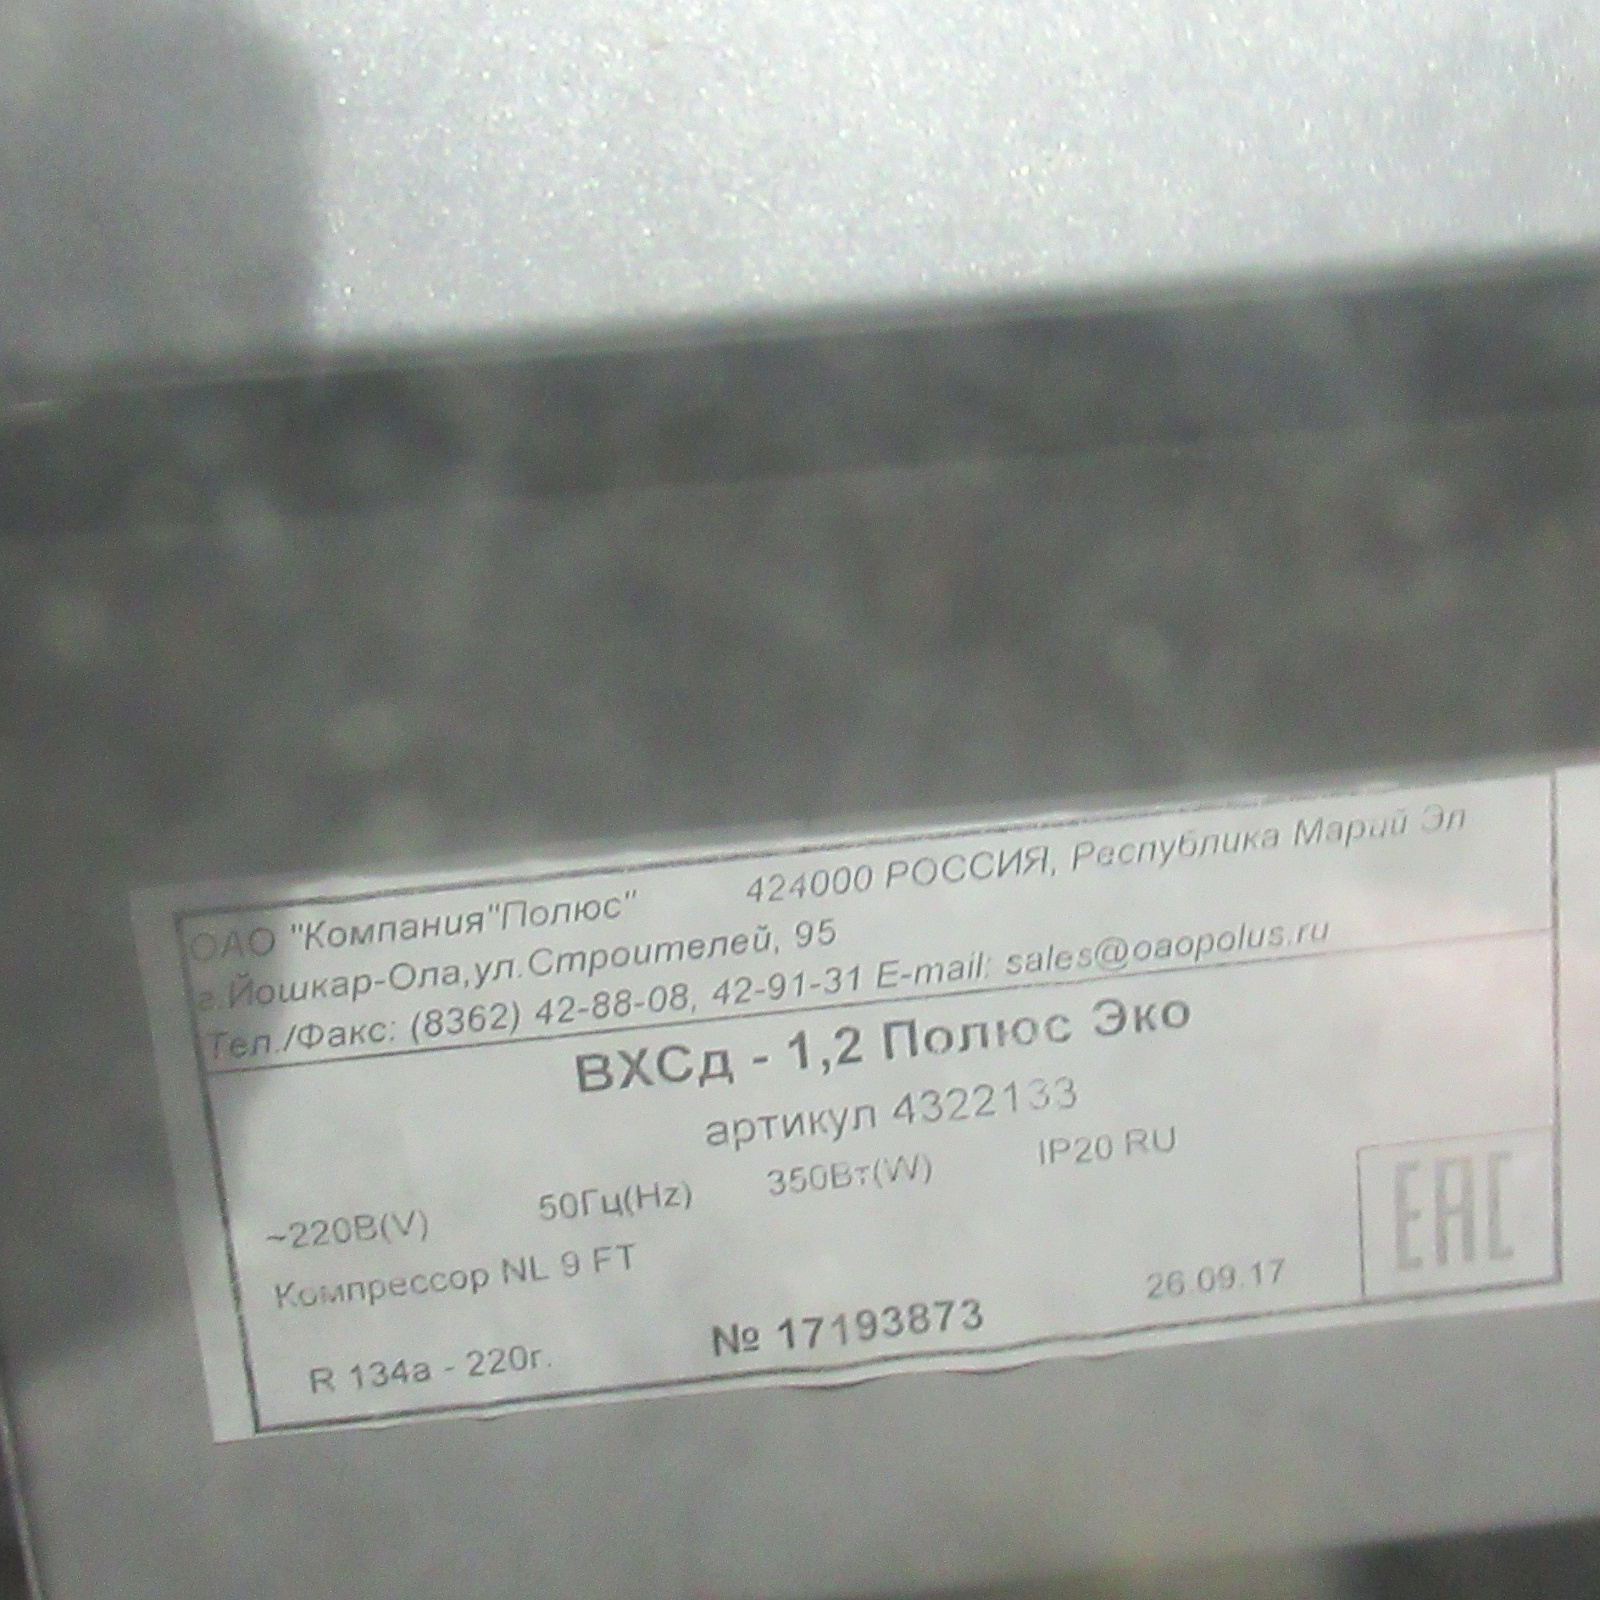 ОАО "Компания"Полюс" 424000 РОССИЯ, Республика Марий Эл
г.Йошкар-Ола,ул.Строителей, 95
Тел./Факс: (8362) 42-88-08, 42-91-31 E-mail: sales@oaopolus.ru
ВХСд - 1,2 Полюс Эко
артикул 4322133
~220В(V) 50Гц(Hz) 350Вт(W) IP20 RU
Компрессор NL 9 FT
EAC
R 134a - 220г. № 17193873 26.09.17